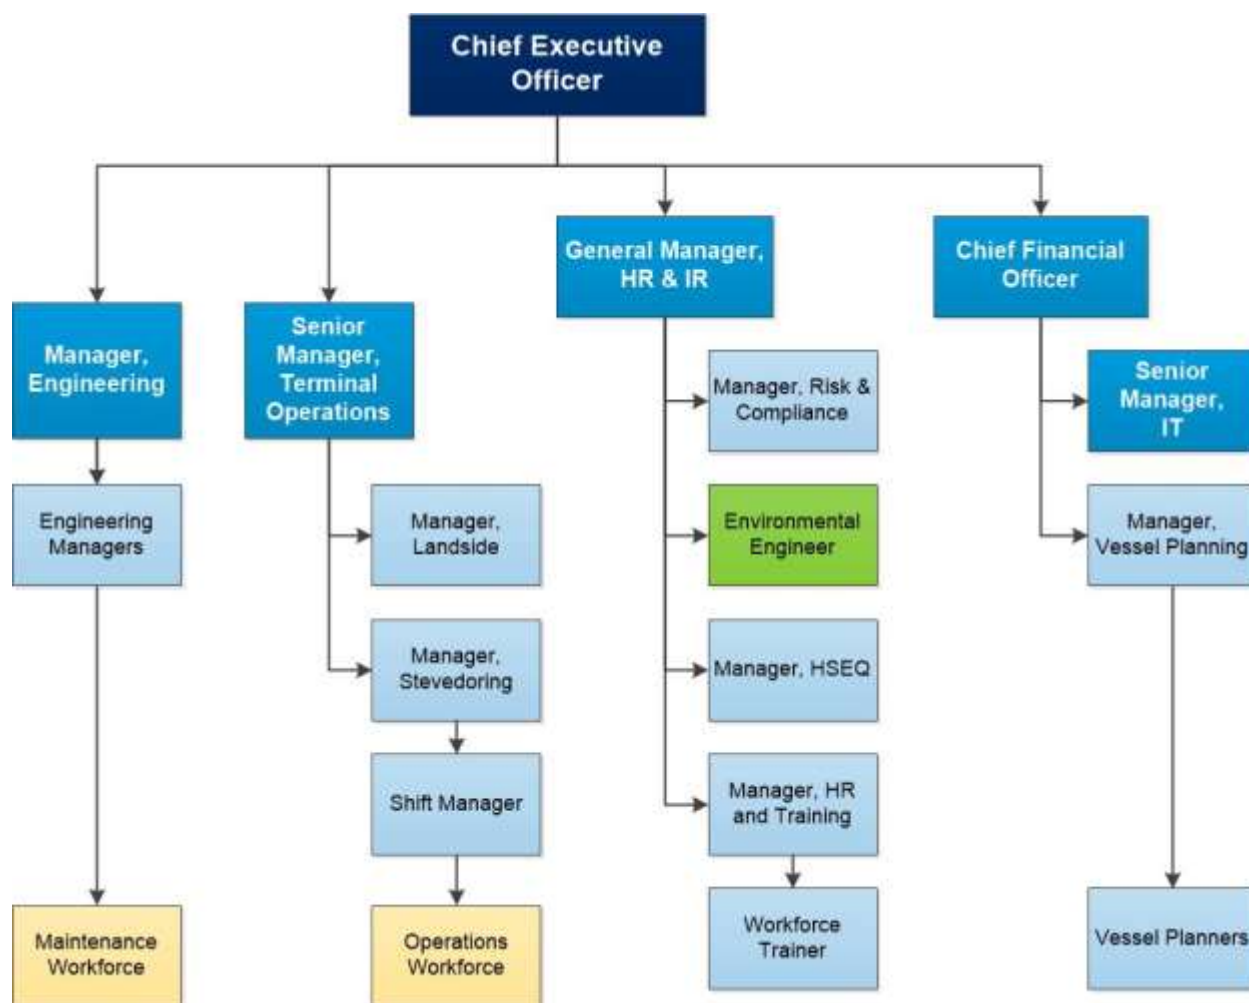 Chief Executive
Officer
General Manager,
HR & IR
Chief Financial
Officer
Manager,
Engineering
Senior
Manager,
Terminal
Operations
Manager, Risk &
Compliance
Senior
Manager,
IT
Engineering
Managers
Manager,
Landside
Environmental
Engineer
Manager,
Vessel Planning
Manager,
Stevedoring
Manager, HSEQ
Shift Manager
Manager, HR
and Training
Maintenance
Workforce
Operations
Workforce
Workforce
Trainer
Vessel Planners